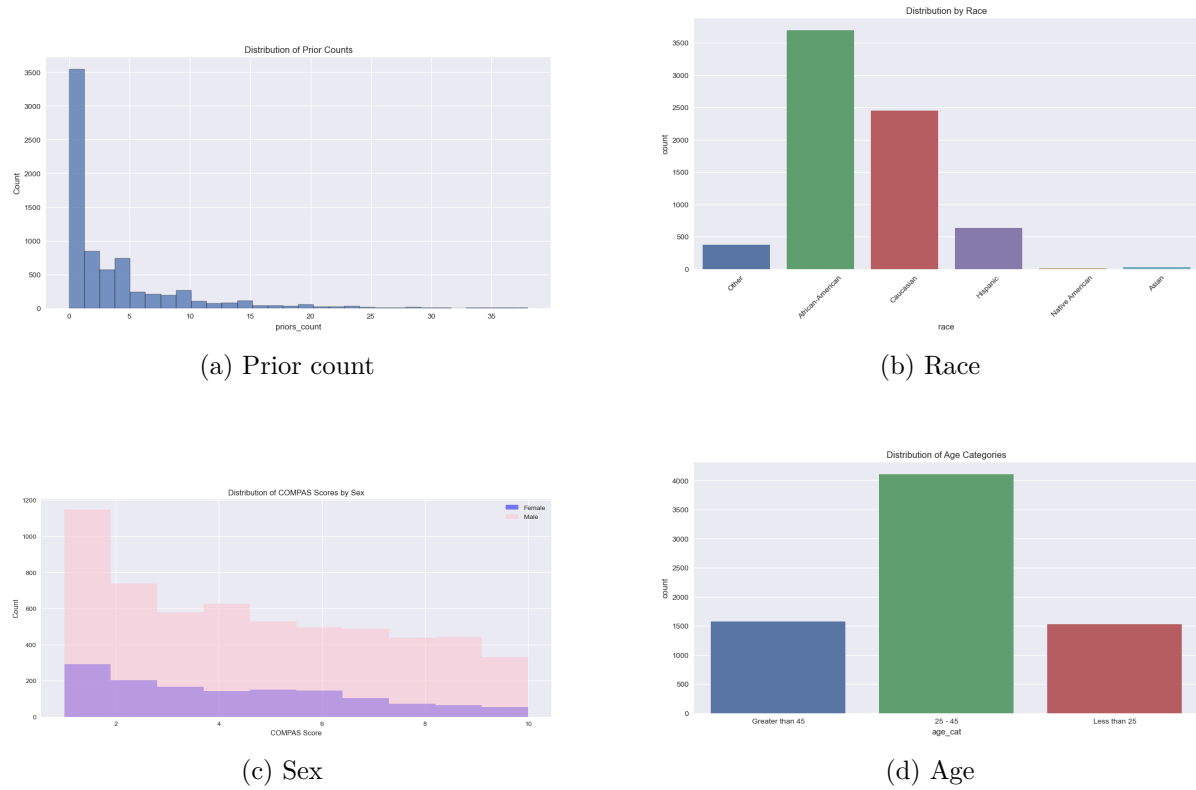 Distribution of Prior Counts
3500
3000
2500
2000
1500
1000
500
0
Count
0 5 10 15 20 25 30 35
priors_count
(a) Prior count
Distribution by Race
3500
3000
2500
2000
1500
1000
500
0
count
Other African-American Caucasian Hispanic Native American Asian
race
(b) Race
Distribution of COMPAS Scores by Sex
Female
Male
1200
1000
800
600
400
200
0
Count
2 4 6 8 10
COMPAS Score
(c) Sex
Distribution of Age Categories
4000
3500
3000
2500
2000
1500
1000
500
0
count
Greater than 45 25 - 45 Less than 25
age_cat
(d) Age